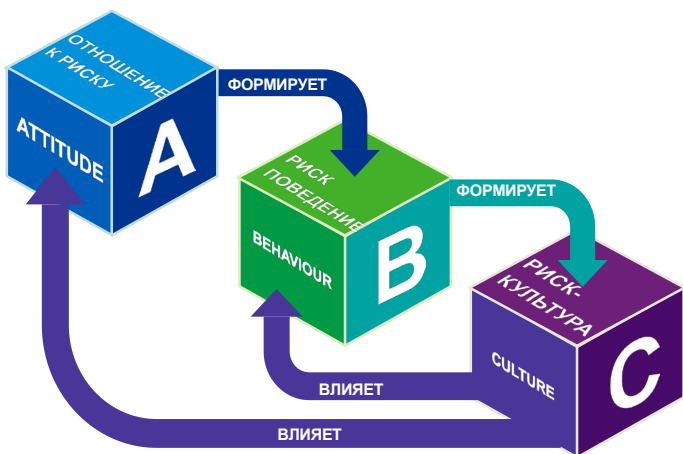 ОТНОШЕНИЕ
К РИСКУ
ATTITUDE
A
ФОРМИРУЕТ
РИСК
ПОВЕДЕНИЕ
BEHAVIOUR
B
ФОРМИРУЕТ
РИСК-
КУЛЬТУРА
CULTURE
C
ВЛИЯЕТ
ВЛИЯЕТ